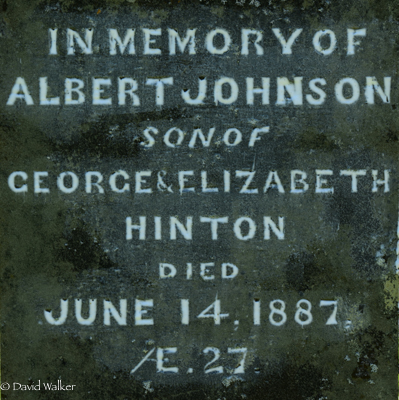 IN MEMORY OF
ALBERT JOHNSON
SON OF
GEORGE & ELIZABETH
HINTON
DIED
JUNE 14, 1887,
Æ. 27.
© David Walker